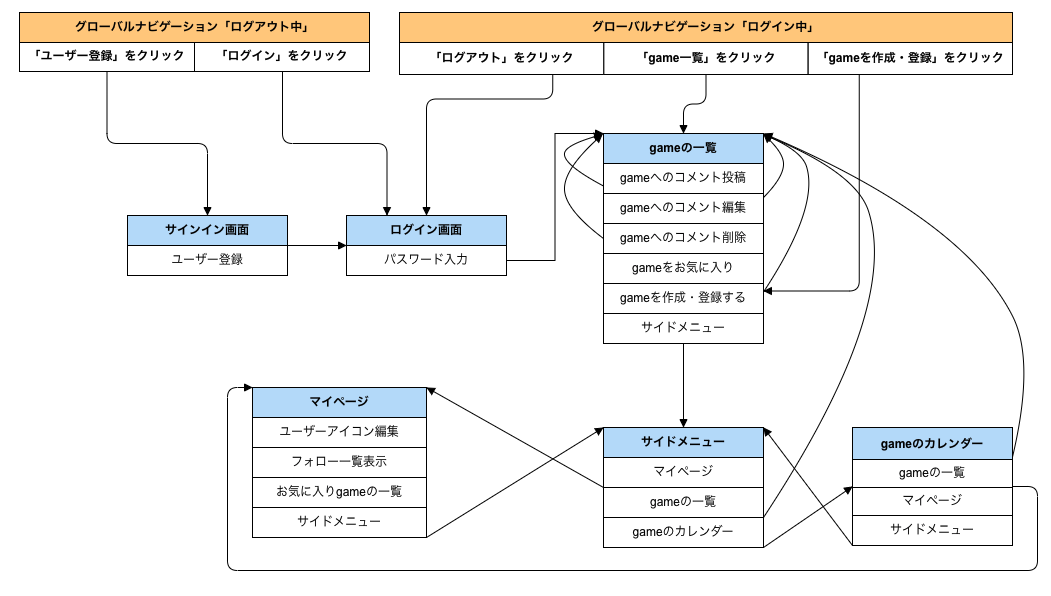 グローバルナビゲーション「ログアウト中」
「ユーザー登録」をクリック
「ログイン」をクリック
グローバルナビゲーション「ログイン中」
「ログアウト」をクリック
「game一覧」をクリック
「gameを作成・登録」をクリック
gameの一覧
gameへのコメント投稿
gameへのコメント編集
gameへのコメント削除
gameをお気に入り
gameを作成・登録する
サイドメニュー
サインイン画面
ユーザー登録
ログイン画面
パスワード入力
マイページ
ユーザーアイコン編集
フォロー一覧表示
お気に入りgameの一覧
サイドメニュー
サイドメニュー
マイページ
gameの一覧
gameのカレンダー
gameのカレンダー
gameの一覧
マイページ
サイドメニュー